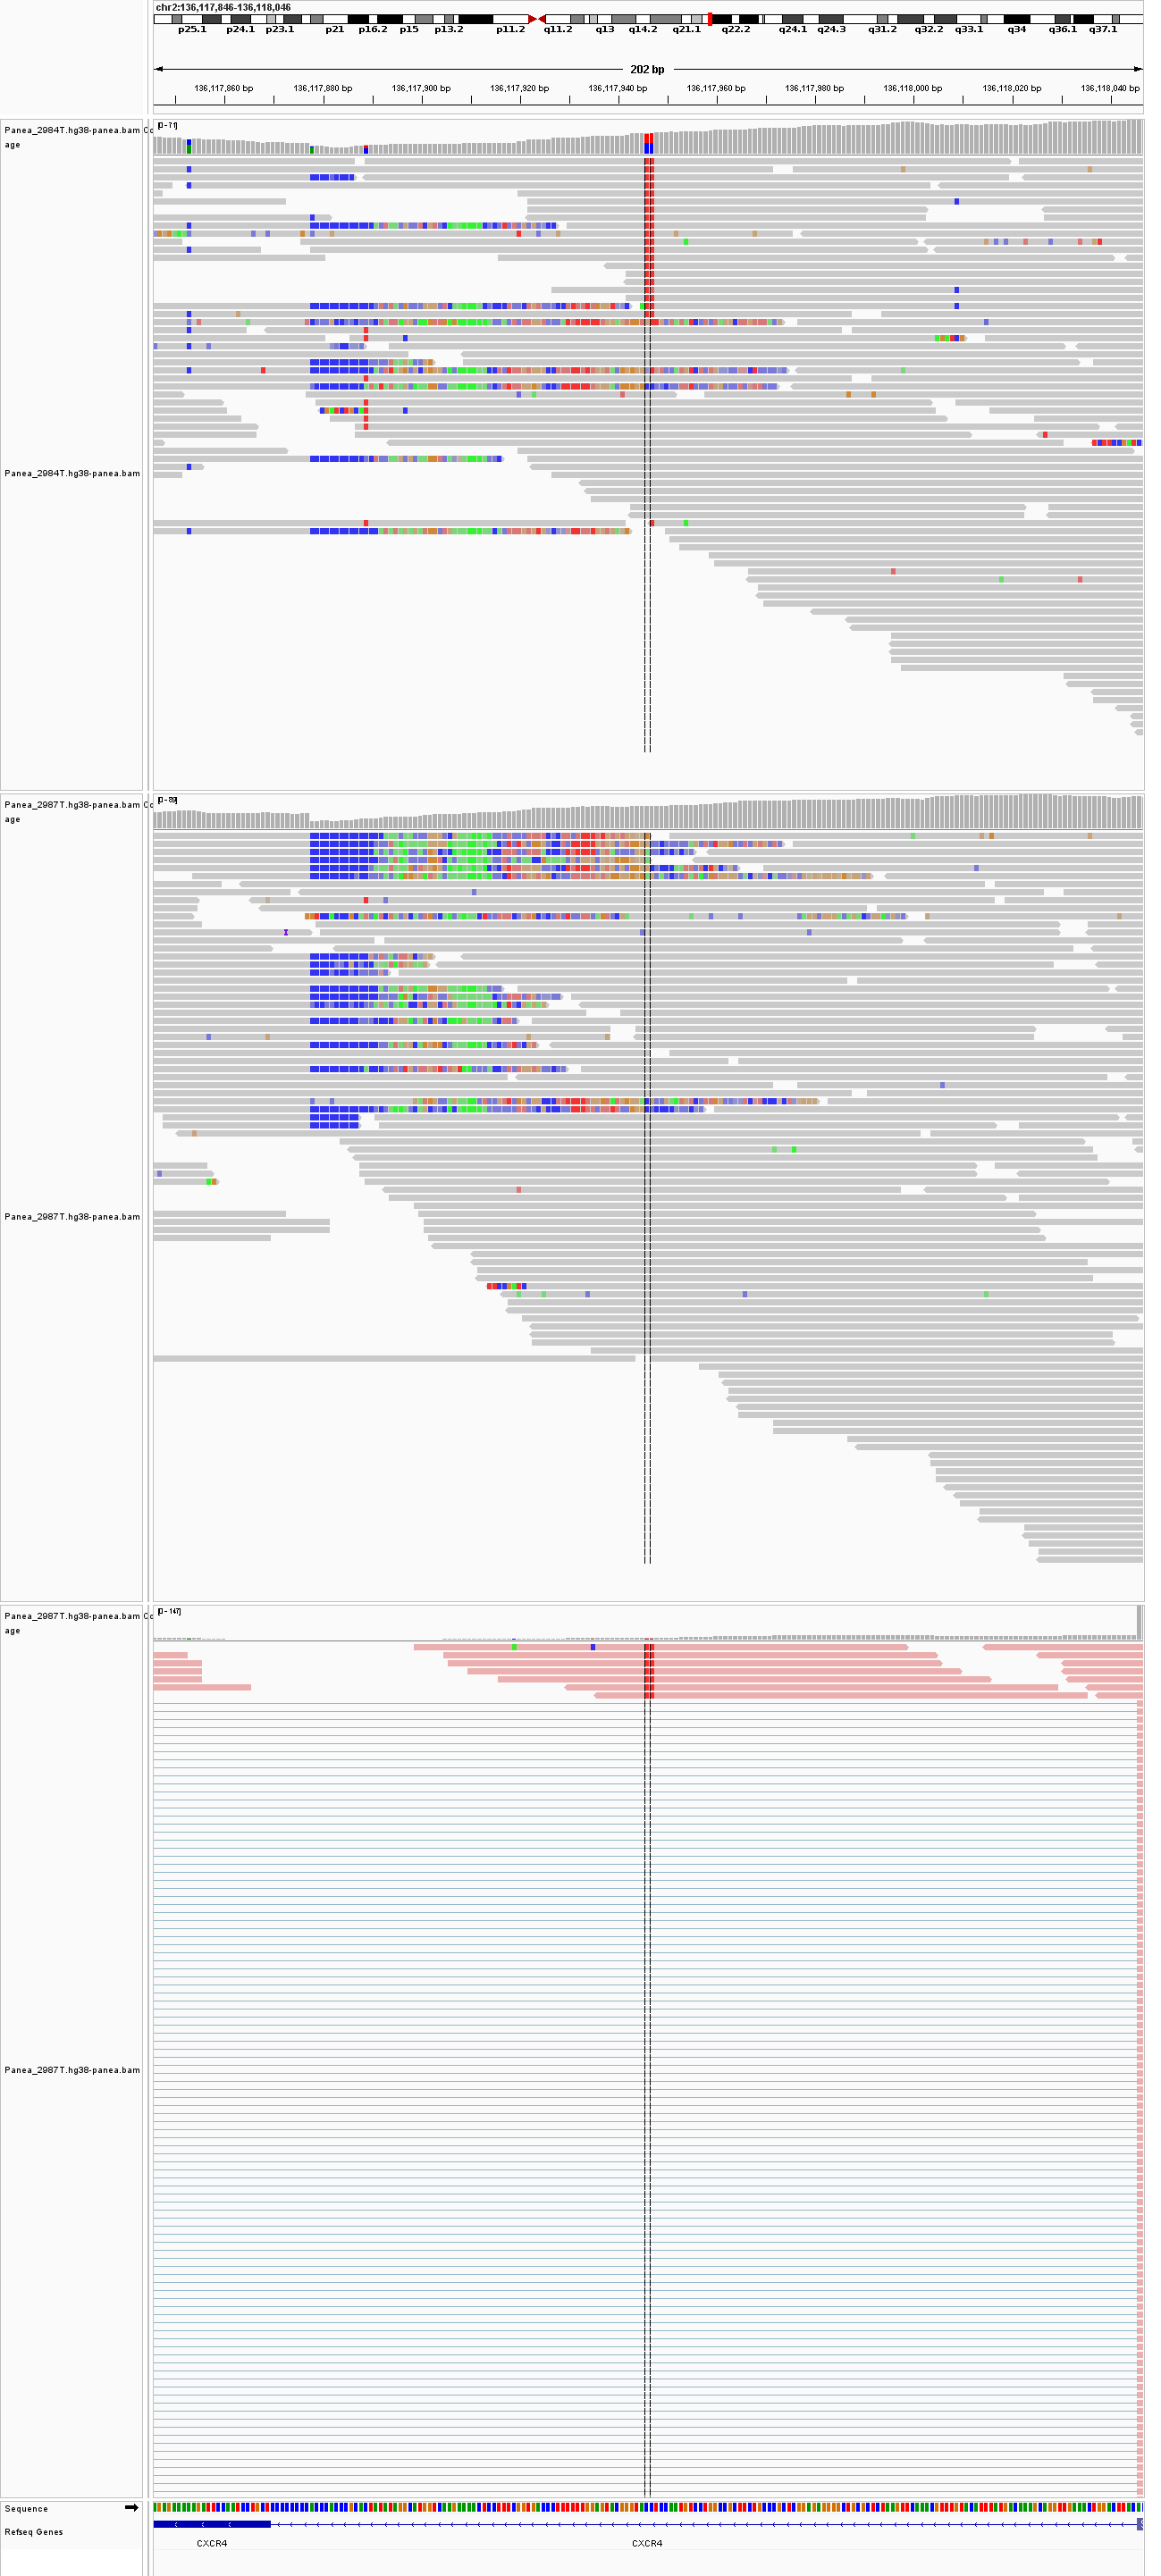 chr2:136,117,846-136,118,046
p25.1 p24.1 p23.1 p21 p16.2 p15 p13.2 p11.2 q11.2 q13 q14.2 q21.1 q22.2 q24.1 q24.3 q31.2 q32.2 q33.1 q34 q36.1 q37.1
202 bp
136,117,860 bp 136,117,880 bp 136,117,900 bp 136,117,920 bp 136,117,940 bp 136,117,960 bp 136,117,980 bp 136,118,000 bp 136,118,020 bp 136,118,040 bp
Panea_2984T.hg38-panea.bam Co
age
[0-71]
Panea_2984T.hg38-panea.bam
Panea_2987T.hg38-panea.bam Co
age
[0-89]
Panea_2987T.hg38-panea.bam
Panea_2987T.hg38-panea.bam Co
age
[0-147]
Panea_2987T.hg38-panea.bam
Sequence
Refseq Genes
CXCR4 CXCR4